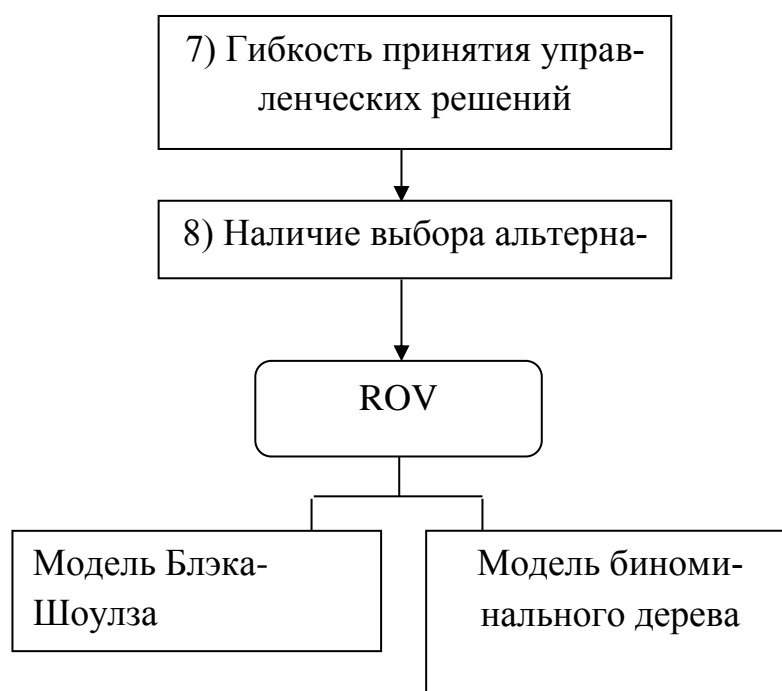 7) Гибкость принятия управ-
ленческих решений
8) Наличие выбора альтерна-
ROV
Модель Блэка-
Шоулза
Модель биноми-
нального дерева